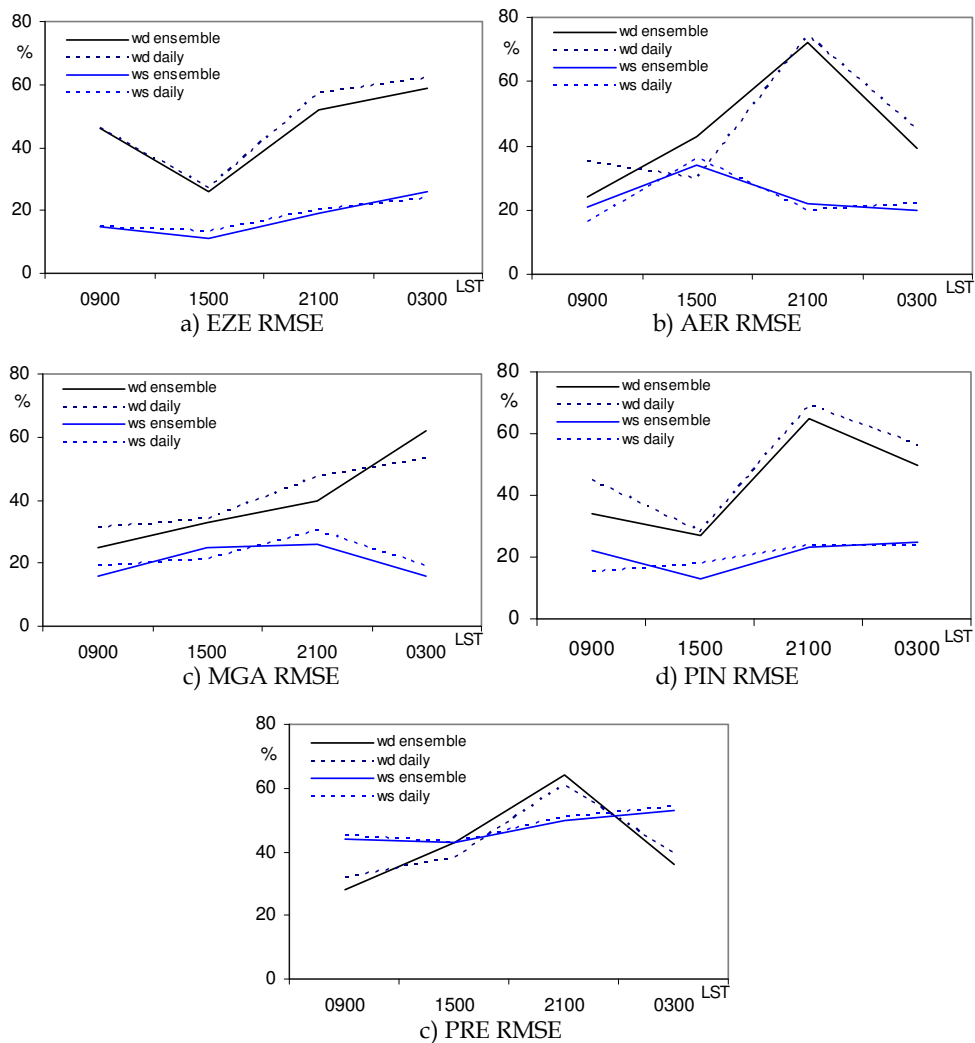 80
%
60
40
20
0
wd ensemble
wd daily
ws ensemble
ws daily
0900 1500 2100 0300 LST
a) EZE RMSE
80
%
60
40
20
0
wd ensemble
wd daily
ws ensemble
ws daily
0900 1500 2100 0300 LST
b) AER RMSE
80
%
60
40
20
0
wd ensemble
wd daily
ws ensemble
ws daily
0900 1500 2100 0300 LST
c) MGA RMSE
80
%
60
40
20
0
wd ensemble
wd daily
ws ensemble
ws daily
0900 1500 2100 0300 LST
d) PIN RMSE
80
%
60
40
20
0
wd ensemble
wd daily
ws ensemble
ws daily
0900 1500 2100 0300 LST
c) PRE RMSE